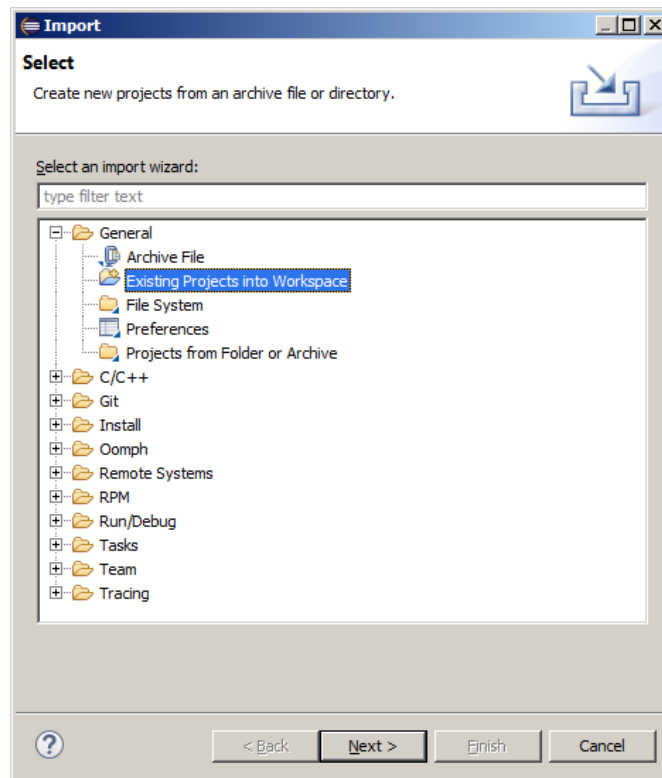 Import
Select
Create new projects from an archive file or directory.
Select an import wizard:
type filter text
General
Archive File
Existing Projects into Workspace
File System
Preferences
Projects from Folder or Archive
C/C++
Git
Install
Oomph
Remote Systems
RPM
Run/Debug
Tasks
Team
Tracing
? < Back Next > Finish Cancel